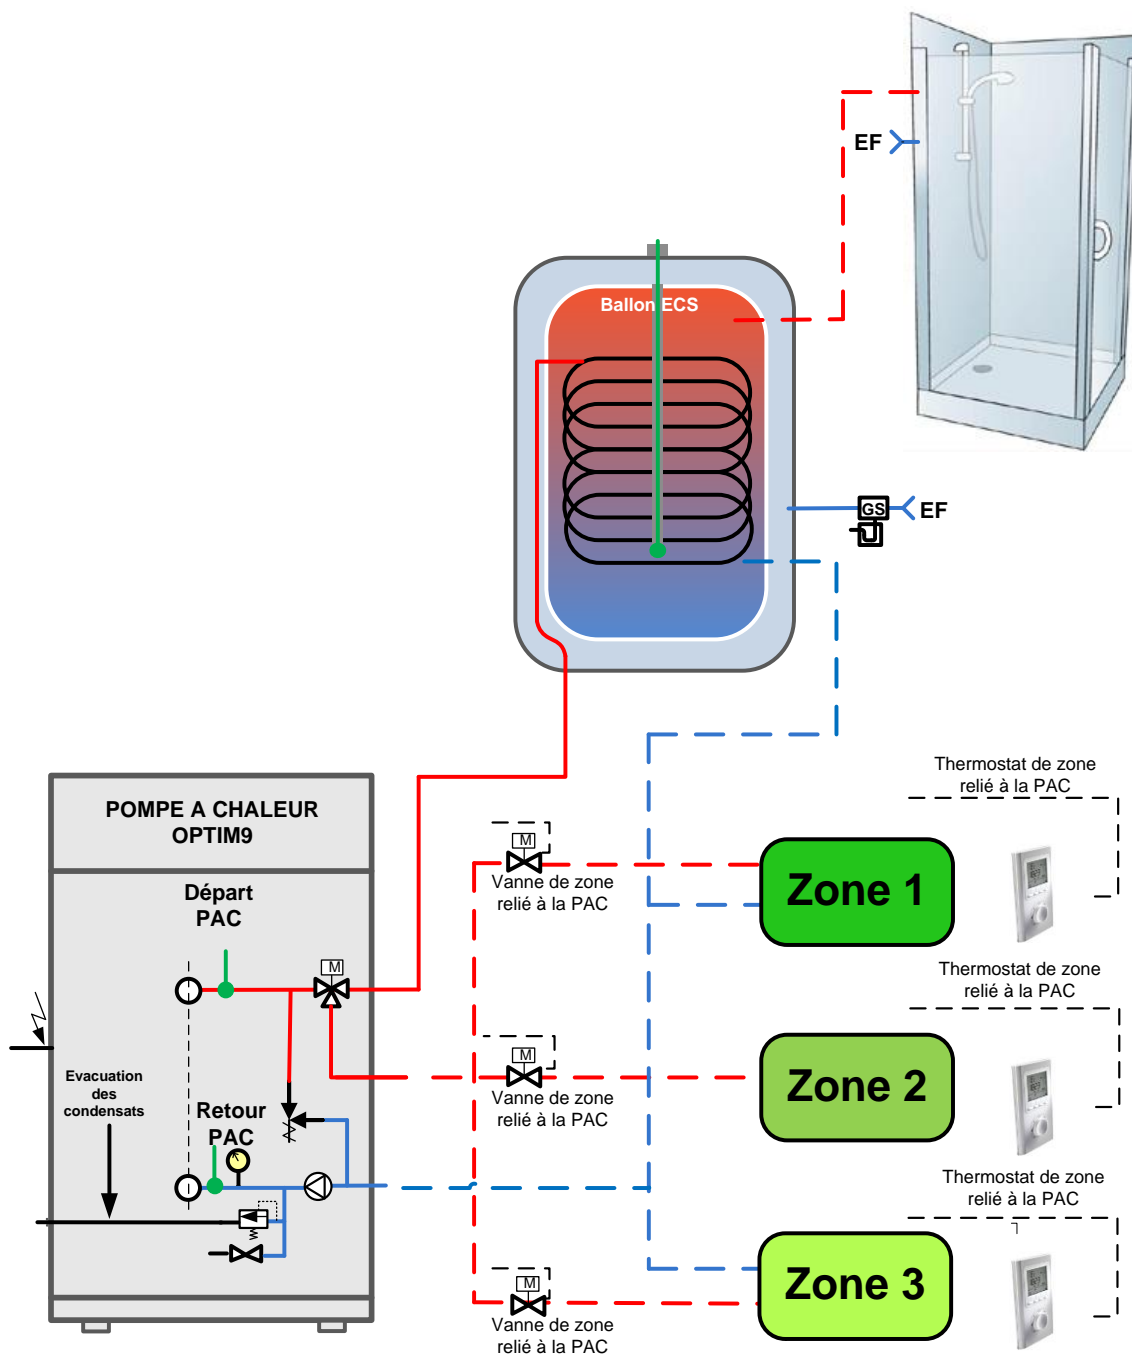 EF
Ballon ECS
GS
EF
Thermostat de zone
relié à la PAC
POMPE A CHALEUR
OPTIM9
M
Vanne de zone
relié à la PAC
Zone 1
Départ
PAC
M
Thermostat de zone
relié à la PAC
M
Vanne de zone
relié à la PAC
Zone 2
Evacuation
des
condensats
Retour
PAC
Thermostat de zone
relié à la PAC
Zone 3
M
Vanne de zone
relié à la PAC